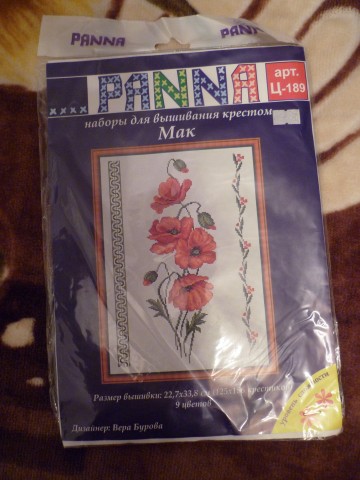 PANNA
PANNA
PANNA
арт.
Ц-189
наборы для вышивания крестом
Мак
Размер вышивки: 22,7х33,8 см
9 цветов
Дизайнер: Вера Бурова